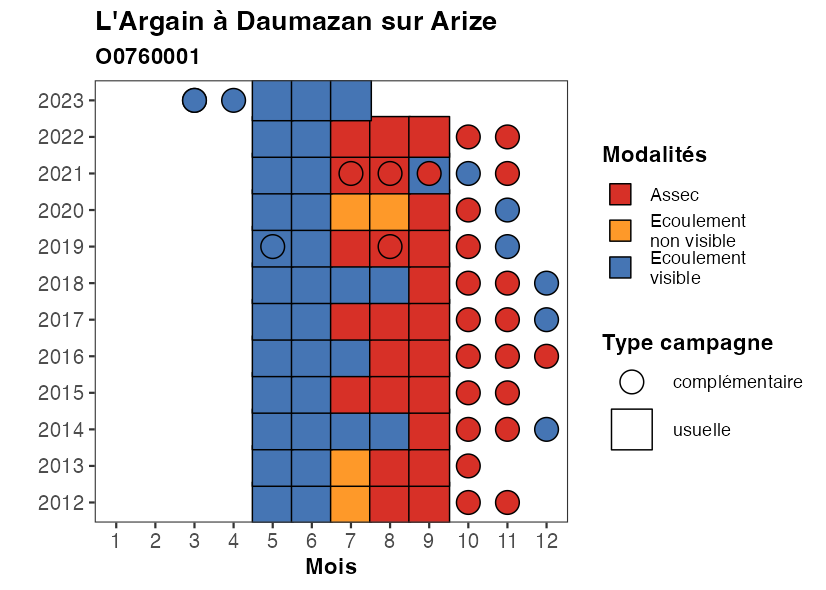 L'Argain à Daumazan sur Arize
O0760001
2023
2022
2021
2020
2019
2018
2017
2016
2015
2014
2013
2012
1 2 3 4 5 6 7 8 9 10 11 12
Mois
Modalités
Assec
Ecoulement
non visible
Ecoulement
visible
Type campagne
complémentaire
usuelle